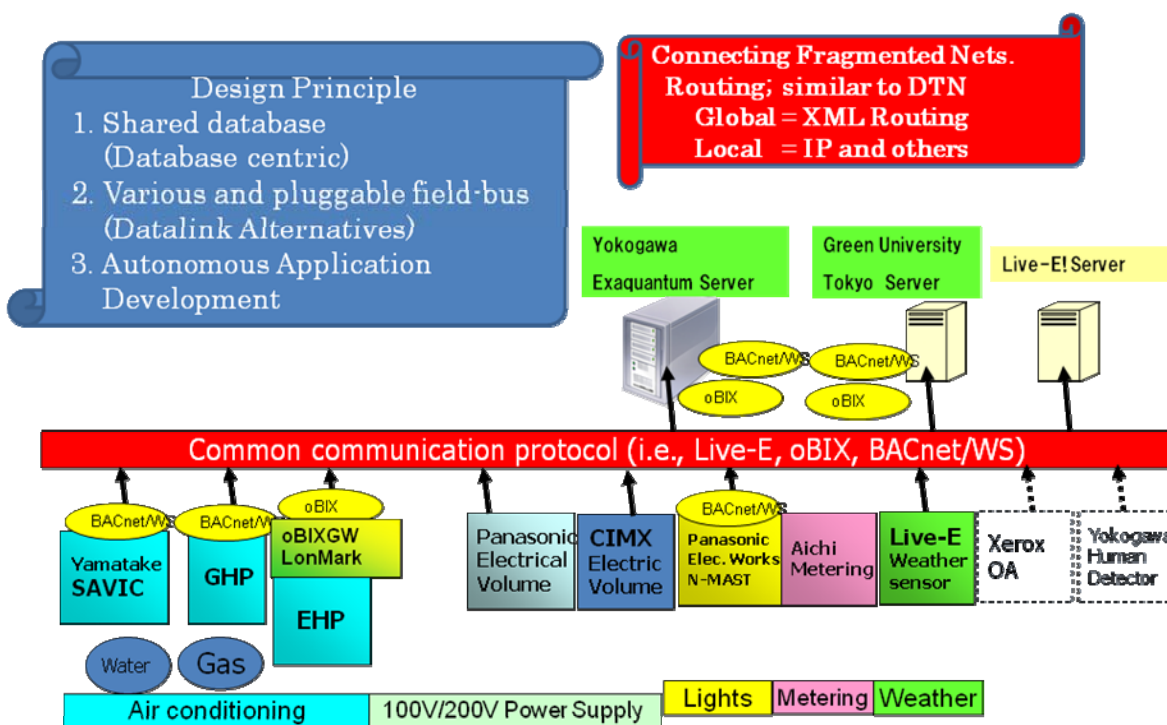 Design Principle
1. Shared database
(Database centric)
2. Various and pluggable field-bus
(Datalink Alternatives)
3. Autonomous Application
Development
Connecting Fragmented Nets.
Routing; similar to DTN
Global = XML Routing
Local = IP and others
Yokogawa
Exaquantum Server
Green University
Tokyo Server
Live-E! Server
BACnet/WS
BACnet/WS
oBIX
oBIX
Common communication protocol (i.e., Live-E, oBIX, BACnet/WS)
BACnet/WS
BACnet/WS
oBIX
BACnet/WS
Yamatake
SAVIC
GHP
oBIXGW
LonMark
EHP
Panasonic
Electrical
Volume
CIMX
Electric
Volume
Panasonic
Elec. Works
N-MAST
Aichi
Metering
Live-E
Weather
sensor
Xerox
OA
Yokogawa
Human
Detector
Water
Gas
Air conditioning
100V/200V Power Supply
Lights
Metering
Weather